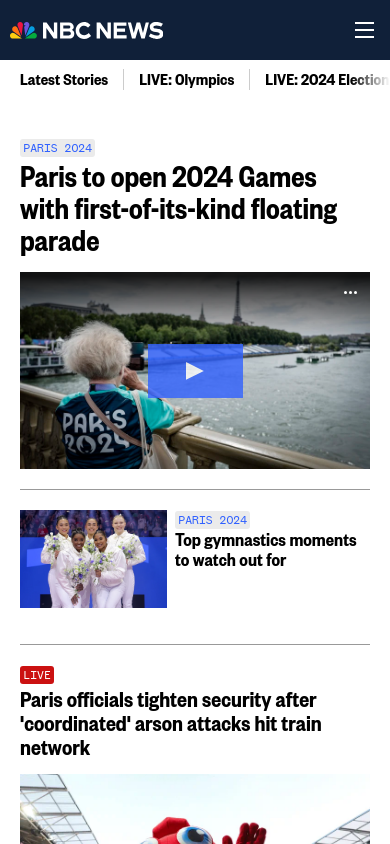 NBC NEWS
Latest Stories
LIVE: Olympics
LIVE: 2024 Election
PARIS 2024
Paris to open 2024 Games
with first-of-its-kind floating
parade
PARIS
2024
PARIS 2024
Top gymnastics moments
to watch out for
LIVE
Paris officials tighten security after
'coordinated' arson attacks hit train
network